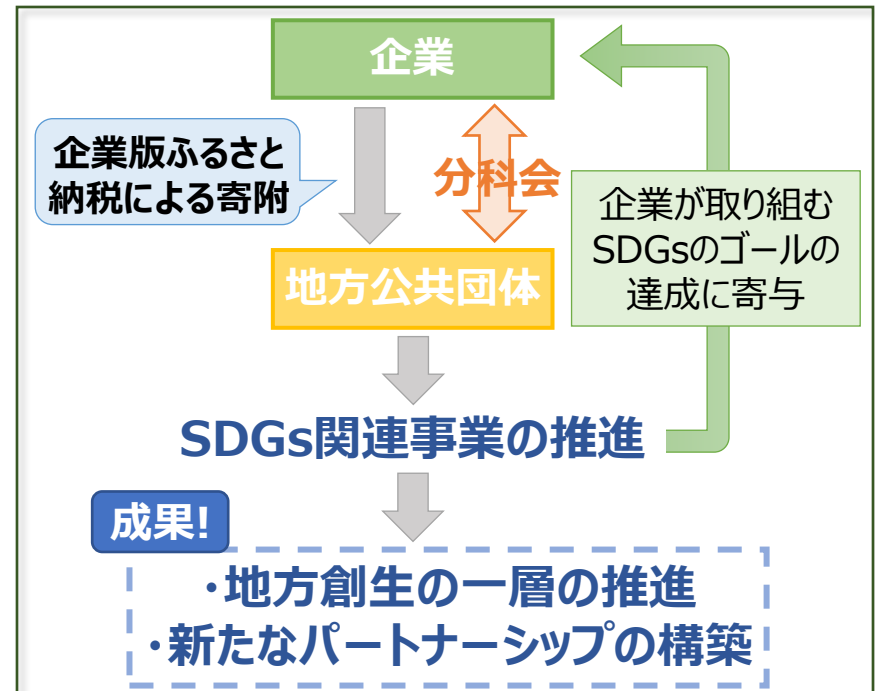 企業
企業版ふるさと
納税による寄附
分科会
企業が取り組む
SDGsのゴールの
達成に寄与
地方公共団体
SDGs関連事業の推進
成果!
・地方創生の一層の推進
・新たなパートナーシップの構築